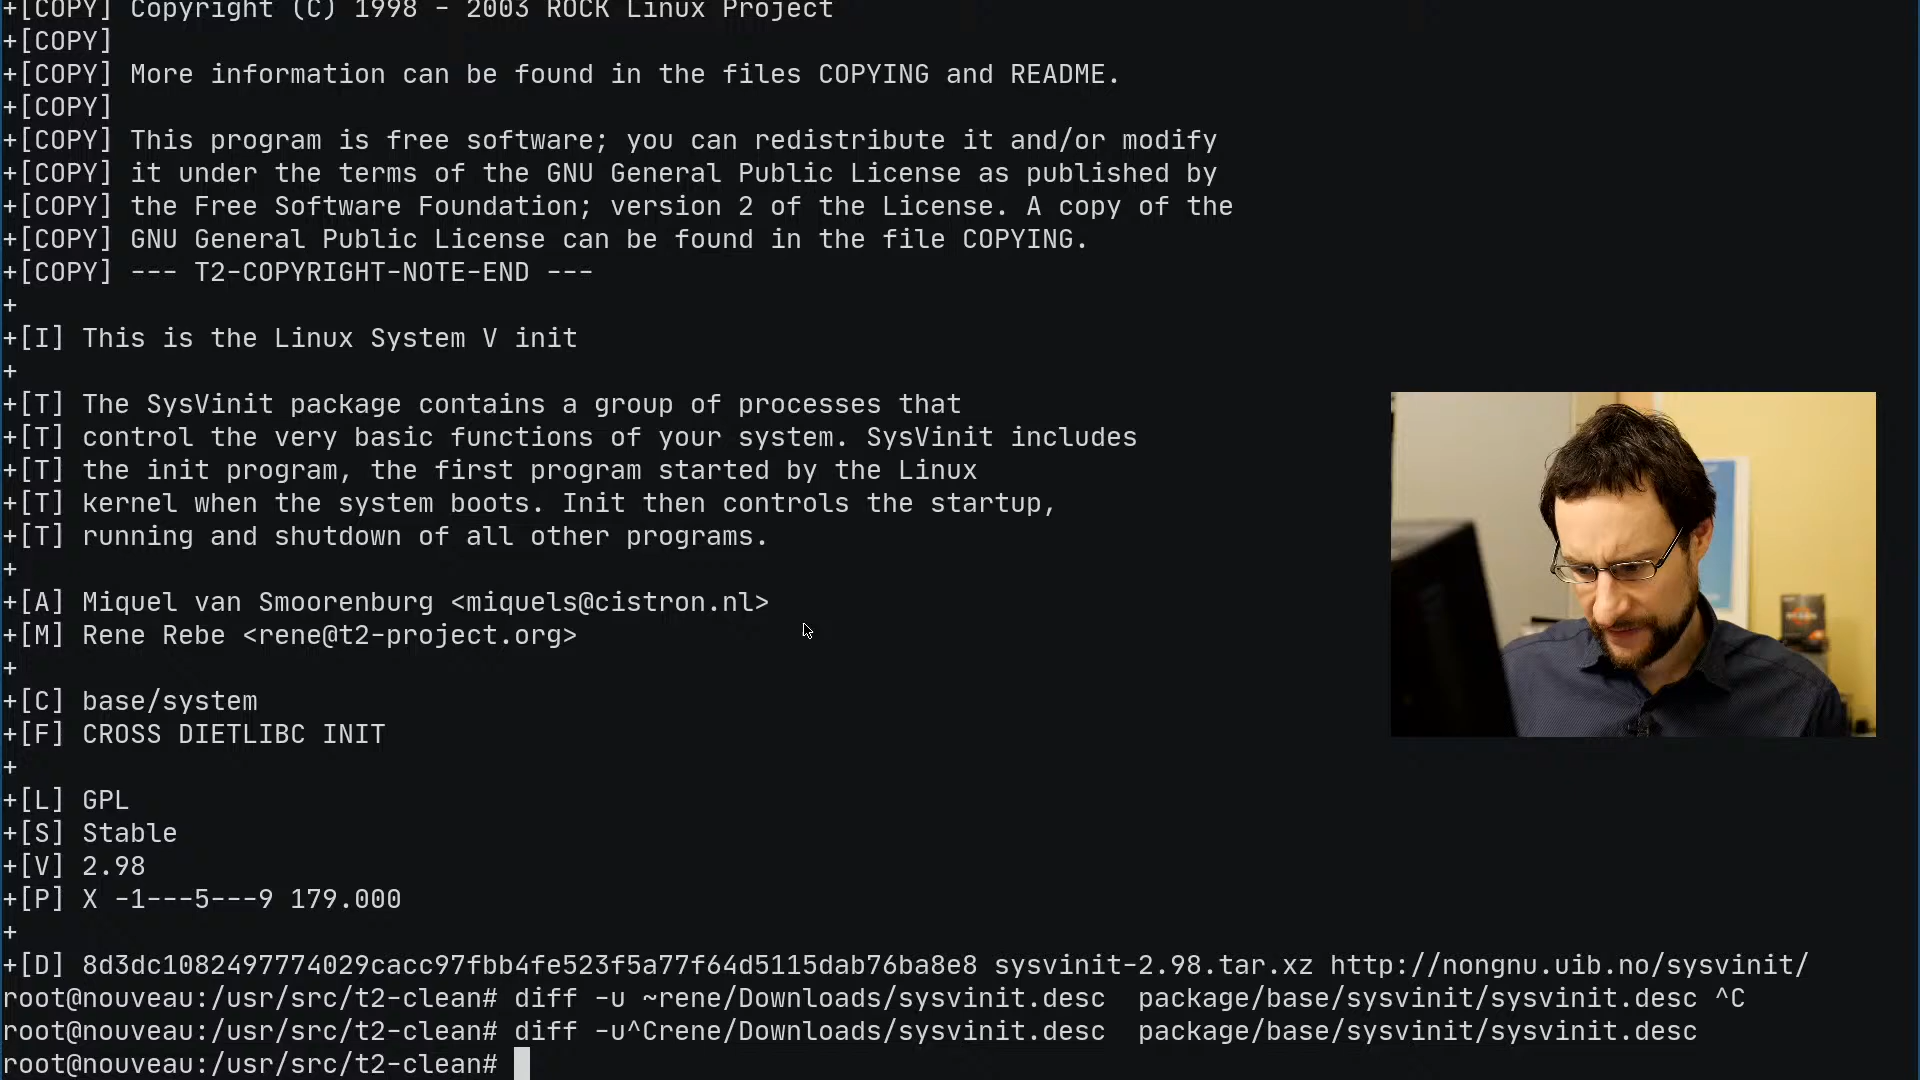 +[COPY] Copyright (C) 1998 - 2003 ROCK Linux Project
+[COPY]
+[COPY] More information can be found in the files COPYING and README.
+[COPY]
+[COPY] This program is free software; you can redistribute it and/or modify
+[COPY] it under the terms of the GNU General Public License as published by
+[COPY] the Free Software Foundation; version 2 of the License. A copy of the
+[COPY] GNU General Public License can be found in the file COPYING.
+[COPY] --- T2-COPYRIGHT-NOTE-END ---
+
+[I] This is the Linux System V init
+
+[T] The SysVinit package contains a group of processes that
+[T] control the very basic functions of your system. SysVinit includes
+[T] the init program, the first program started by the Linux
+[T] kernel when the system boots. Init then controls the startup,
+[T] running and shutdown of all other programs.
+
+[A] Miquel van Smoorenburg <miquels@cistron.nl>
+[M] Rene Rebe <rene@t2-project.org>
+
+[C] base/system
+[F] CROSS DIETLIBC INIT
+
+[L] GPL
+[S] Stable
+[V] 2.98
+[P] X -1---5---9 179.000
+
+[D] 8d3dc1082497774029cacc97fbb4fe523f5a77f64d5115dab76ba8e8 sysvinit-2.98.tar.xz http://nongnu.uib.no/sysvinit/
root@nouveau:/usr/src/t2-clean# diff -u ~rene/Downloads/sysvinit.desc  package/base/sysvinit/sysvinit.desc ^C
root@nouveau:/usr/src/t2-clean# diff -u^Crene/Downloads/sysvinit.desc  package/base/sysvinit/sysvinit.desc
root@nouveau:/usr/src/t2-clean#